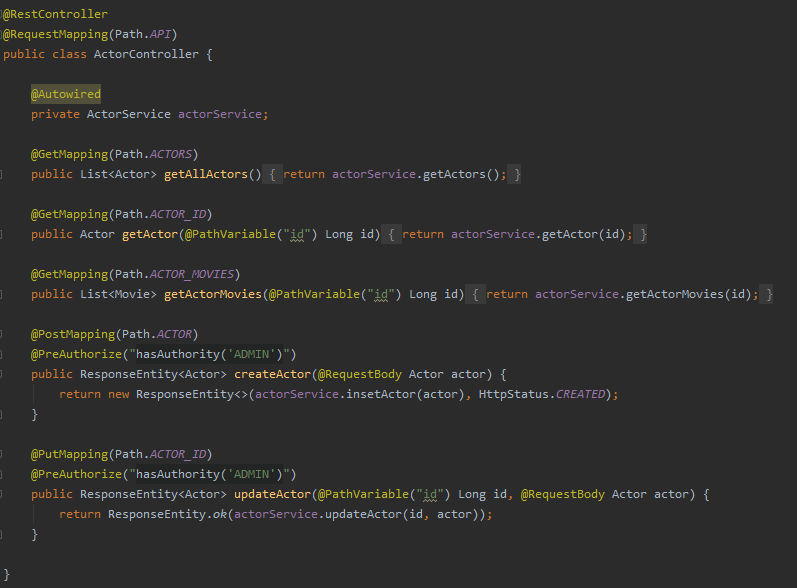 @RestController
@RequestMapping(Path.API)
public class ActorController {
@Autowired
private ActorService actorService;
@GetMapping(Path.ACTORS)
public List<Actor> getAllActors() { return actorService.getActors(); }
@GetMapping(Path.ACTOR_ID)
public Actor getActor(@PathVariable("id") Long id) { return actorService.getActor(id); }
@GetMapping(Path.ACTOR_MOVIES)
public List<Movie> getActorMovies(@PathVariable("id") Long id) { return actorService.getActorMovies(id); }
@PostMapping(Path.ACTOR)
@PreAuthorize("hasAuthority('ADMIN')")
public ResponseEntity<Actor> createActor(@RequestBody Actor actor) {
return new ResponseEntity<>(actorService.insetActor(actor), HttpStatus.CREATED);
}
@PutMapping(Path.ACTOR_ID)
@PreAuthorize("hasAuthority('ADMIN')")
public ResponseEntity<Actor> updateActor(@PathVariable("id") Long id, @RequestBody Actor actor) {
return ResponseEntity.ok(actorService.updateActor(id, actor));
}
}